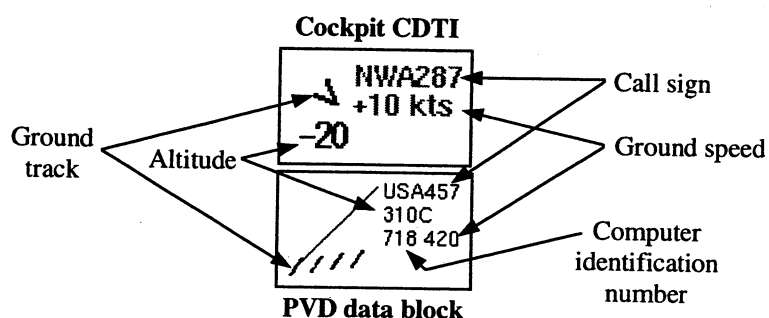 Cockpit CDTI
NWA287
+10 kts
−20
Call sign
Ground
track
Altitude
Ground speed
USA457
310C
718 420
Computer
identification
number
PVD data block